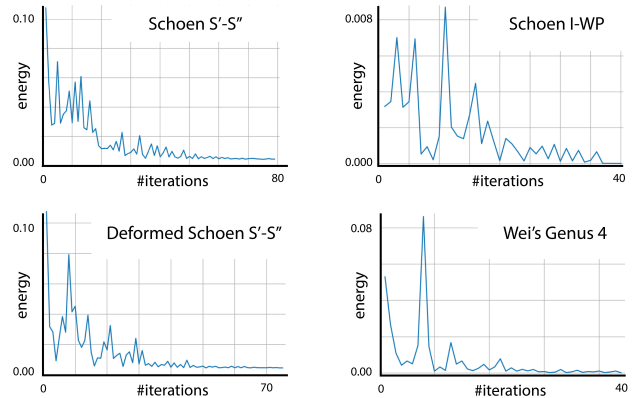 0.10
Schoen S'-S″
energy
0.00
0
#iterations
80
0.008
Schoen I-WP
energy
0.000
0
#iterations
40
0.10
Deformed Schoen S'-S″
energy
0.00
0
#iterations
70
0.08
Wei's Genus 4
energy
0.00
0
#iterations
40